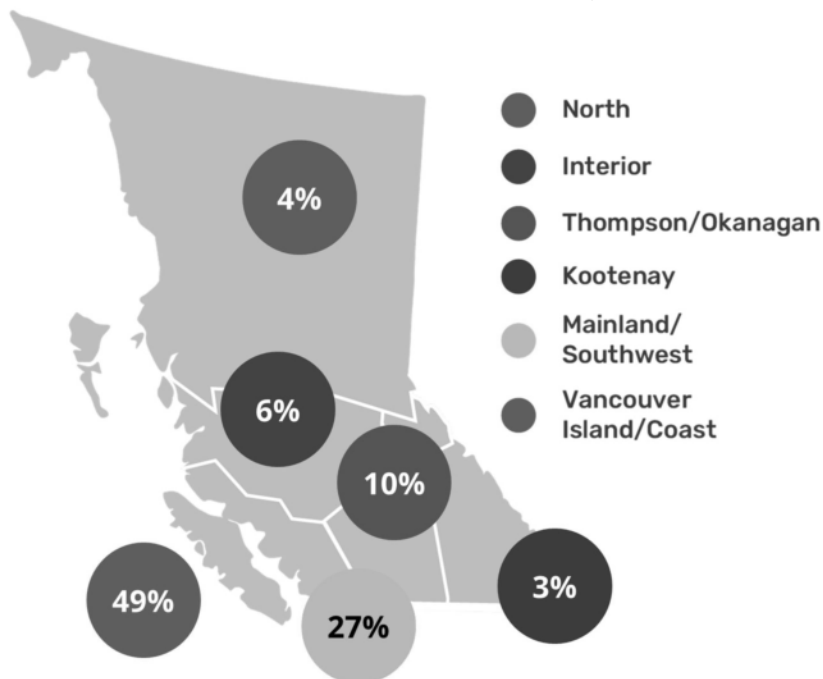 North
4%
Interior
Thompson/Okanagan
Kootenay
Mainland/
Southwest
Vancouver
Island/Coast
6%
10%
3%
49%
27%